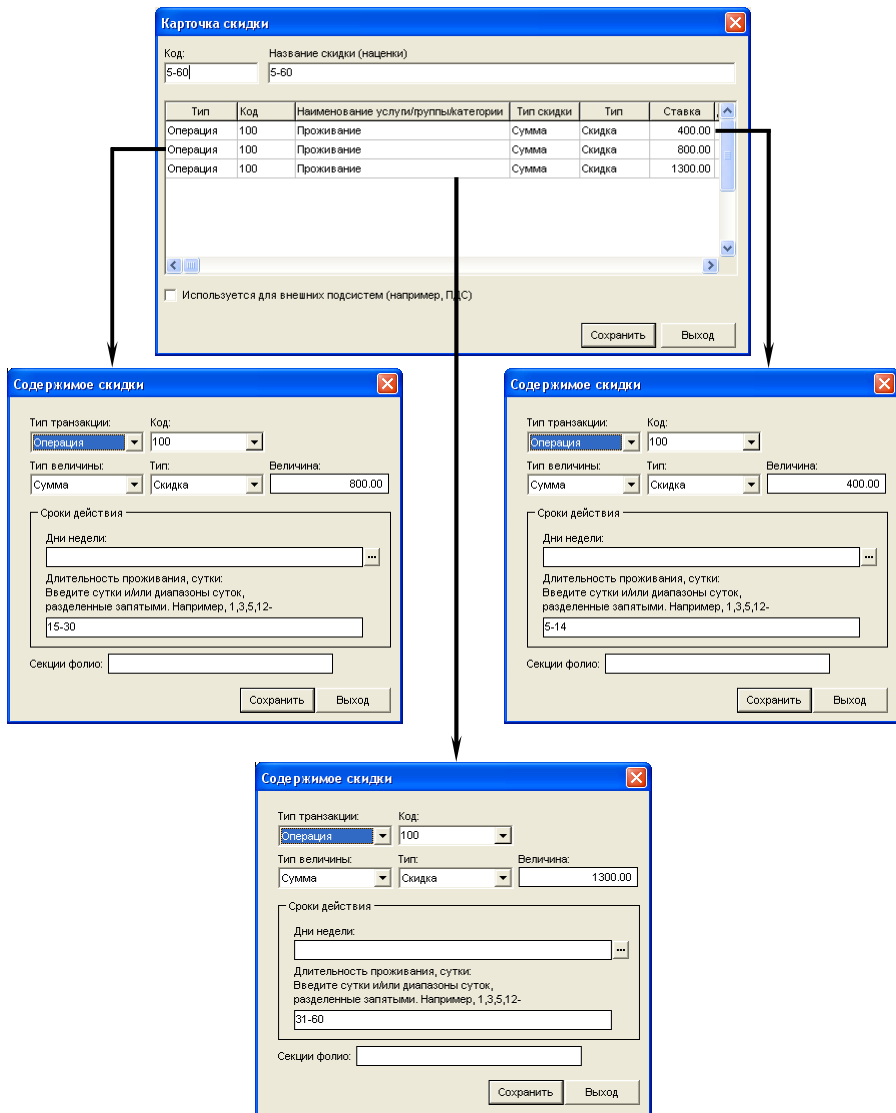 Карточка скидки
Код: Название скидки (наценки)
5-60 5-60
Тип Код Наименование услуги/группы/категории Тип скидки Тип Ставка
Операция 100 Проживание Сумма Скидка 400.00
Операция 100 Проживание Сумма Скидка 800.00
Операция 100 Проживание Сумма Скидка 1300.00
Используется для внешних подсистем (например, ПДС)
Сохранить Выход
Содержимое скидки
Тип транзакции: Код:
Операция 100
Тип величины: Тип: Величина:
Сумма Скидка 800.00
Сроки действия
Дни недели:
...
Длительность проживания, сутки:
Введите сутки и/или диапазоны суток,
разделенные запятыми. Например, 1,3,5,12-
15-30
Секции фолио:
Сохранить Выход
Содержимое скидки
Тип транзакции: Код:
Операция 100
Тип величины: Тип: Величина:
Сумма Скидка 400.00
Сроки действия
Дни недели:
...
Длительность проживания, сутки:
Введите сутки и/или диапазоны суток,
разделенные запятыми. Например, 1,3,5,12-
5-14
Секции фолио:
Сохранить Выход
Содержимое скидки
Тип транзакции: Код:
Операция 100
Тип величины: Тип: Величина:
Сумма Скидка 1300.00
Сроки действия
Дни недели:
...
Длительность проживания, сутки:
Введите сутки и/или диапазоны суток,
разделенные запятыми. Например, 1,3,5,12-
31-60
Секции фолио:
Сохранить Выход